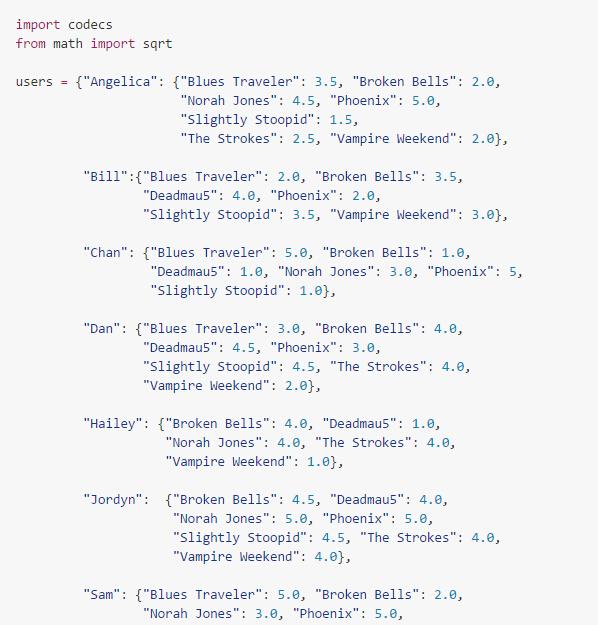 import codecs
from math import sqrt
users = {"Angelica": {"Blues Traveler": 3.5, "Broken Bells": 2.0,
"Norah Jones": 4.5, "Phoenix": 5.0,
"Slightly Stoopid": 1.5,
"The Strokes": 2.5, "Vampire Weekend": 2.0},
"Bill":{"Blues Traveler": 2.0, "Broken Bells": 3.5,
"Deadmau5": 4.0, "Phoenix": 2.0,
"Slightly Stoopid": 3.5, "Vampire Weekend": 3.0},
"Chan": {"Blues Traveler": 5.0, "Broken Bells": 1.0,
"Deadmau5": 1.0, "Norah Jones": 3.0, "Phoenix": 5,
"Slightly Stoopid": 1.0},
"Dan": {"Blues Traveler": 3.0, "Broken Bells": 4.0,
"Deadmau5": 4.5, "Phoenix": 3.0,
"Slightly Stoopid": 4.5, "The Strokes": 4.0,
"Vampire Weekend": 2.0},
"Hailey": {"Broken Bells": 4.0, "Deadmau5": 1.0,
"Norah Jones": 4.0, "The Strokes": 4.0,
"Vampire Weekend": 1.0},
"Jordyn":  {"Broken Bells": 4.5, "Deadmau5": 4.0,
"Norah Jones": 5.0, "Phoenix": 5.0,
"Slightly Stoopid": 4.5, "The Strokes": 4.0,
"Vampire Weekend": 4.0},
"Sam": {"Blues Traveler": 5.0, "Broken Bells": 2.0,
"Norah Jones": 3.0, "Phoenix": 5.0,